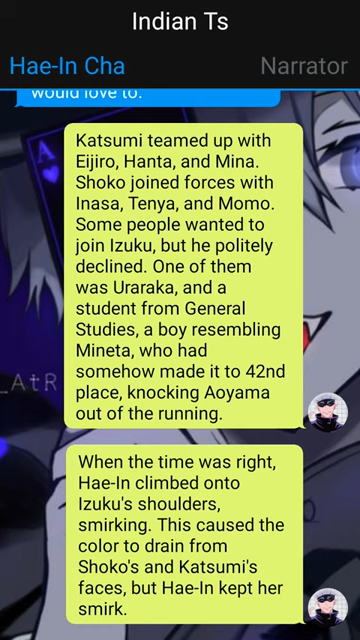 Indian Ts
Hae-In Cha
Narrator
would love to.
A
Katsumi teamed up with
Eijiro, Hanta, and Mina.
Shoko joined forces with
Inasa, Tenya, and Momo.
Some people wanted to
join Izuku, but he politely
declined. One of them
was Uraraka, and a
student from General
Studies, a boy resembling
Mineta, who had
somehow made it to 42nd
place, knocking Aoyama
out of the running.
_AtR
When the time was right,
Hae-In climbed onto
Izuku's shoulders,
smirking. This caused the
color to drain from
Shoko's and Katsumi's
faces, but Hae-In kept her
smirk.